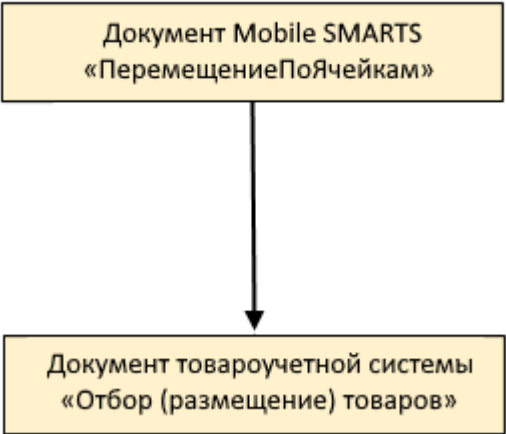 Документ Mobile SMARTS
«ПеремещениеПоЯчейкам»
Документ товароучетной системы
«Отбор (размещение) товаров»